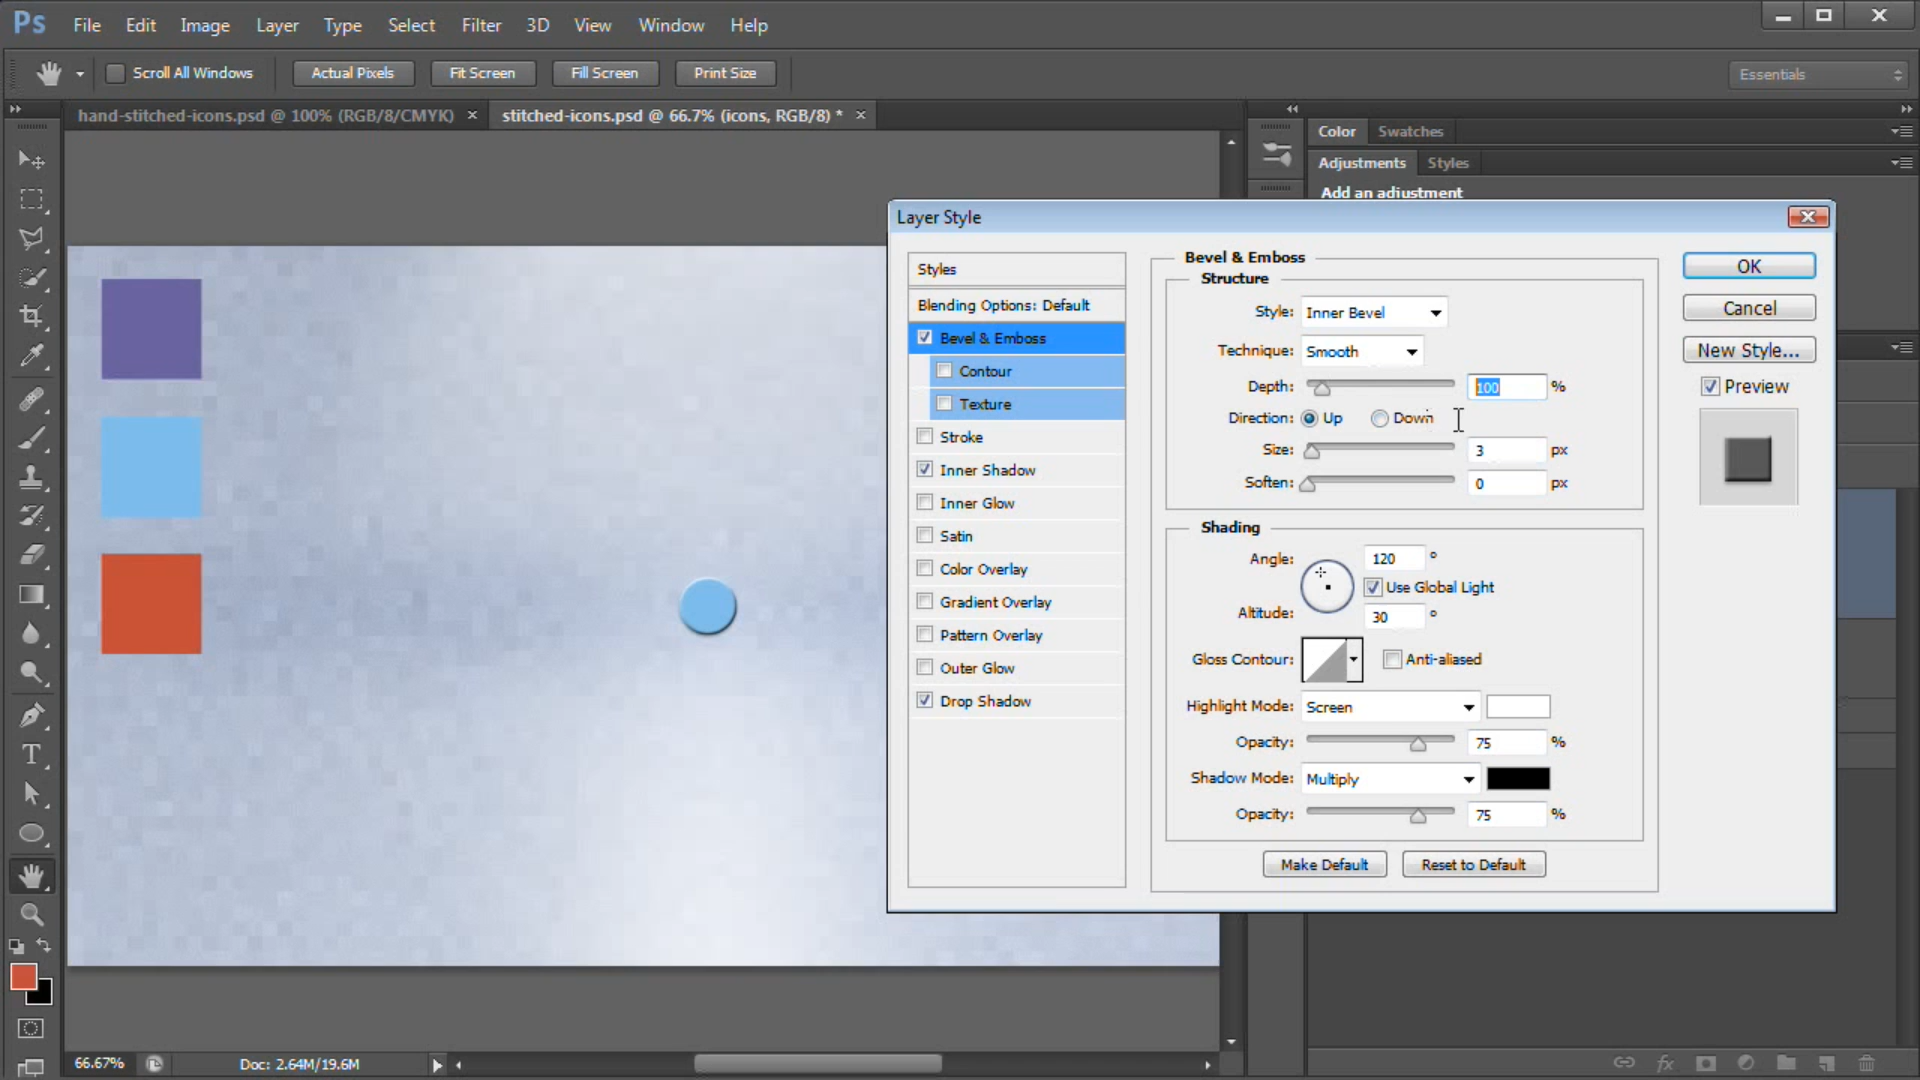 Ps File Edit Image Layer Type Select Filter 3D View Window Help
Scroll All Windows Actual Pixels Fit Screen Fill Screen Print Size Essentials
hand-stitched-icons.psd @ 100% (RGB/8/CMYK) × stitched-icons.psd @ 66.7% (icons, RGB/8) * ×
Color Swatches
Adjustments Styles
Add an adjustment
Layer Style
Styles
Blending Options: Default
Bevel & Emboss
Contour
Texture
Stroke
Inner Shadow
Inner Glow
Satin
Color Overlay
Gradient Overlay
Pattern Overlay
Outer Glow
Drop Shadow
Bevel & Emboss
Structure
Style: Inner Bevel
Technique: Smooth
Depth: 100 %
Direction: Up Down
Size: 3 px
Soften: 0 px
Shading
Angle: 120 °
Use Global Light
Altitude: 30 °
Gloss Contour: Anti-aliased
Highlight Mode: Screen
Opacity: 75 %
Shadow Mode: Multiply
Opacity: 75 %
Make Default Reset to Default
OK
Cancel
New Style...
Preview
T
66.67% Doc: 2.64M/19.6M
fx